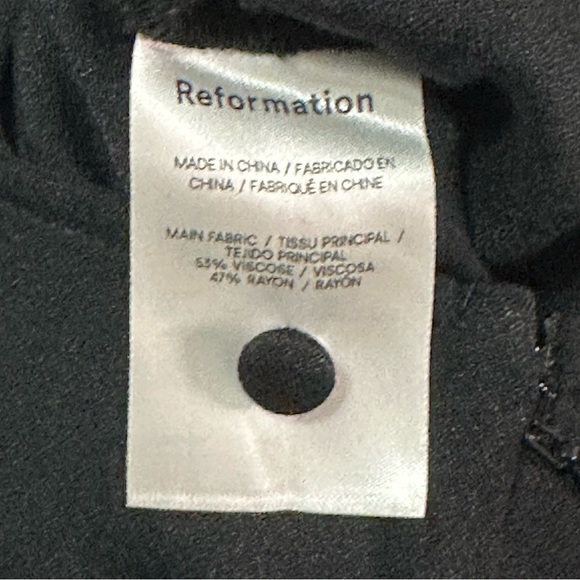 Reformation
MADE IN CHINA / FABRICADO EN
CHINA / FABRIQUÉ EN CHINE
MAIN FABRIC / TISSU PRINCIPAL /
TEJIDO PRINCIPAL
53% VISCOSE / VISCOSA
47% RAYON / RAYÓN